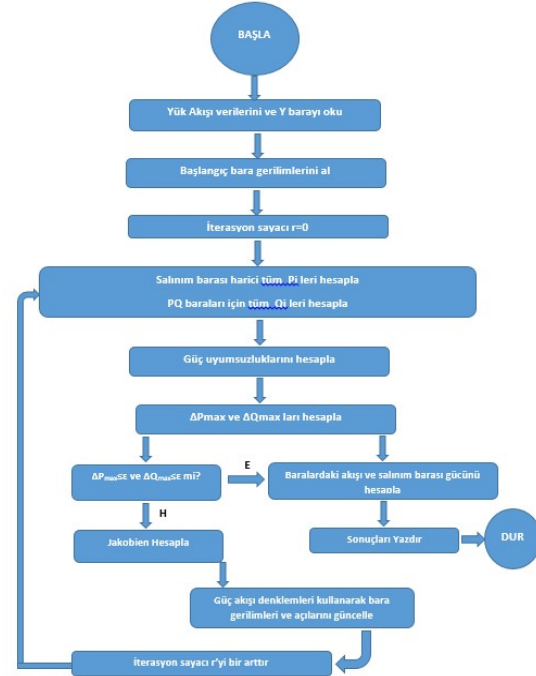 BAŞLA
Yük Akışı verilerini ve Y barayı oku
Başlangıç bara gerilimlerini al
İterasyon sayacı r=0
Salınım barası harici tüm Pi leri hesapla
PQ baraları için tüm Qi leri hesapla
Güç uyumsuzluklarını hesapla
ΔPmax ve ΔQmax ları hesapla
ΔPmax≤ε ve ΔQmax≤ε mi?
E
Baralardaki akışı ve salınım barası gücünü
hesapla
H
Jakobien Hesapla
Sonuçları Yazdır
DUR
Güç akışı denklemleri kullanarak bara
gerilimleri ve açılarını güncelle
İterasyon sayacı r'yi bir arttır